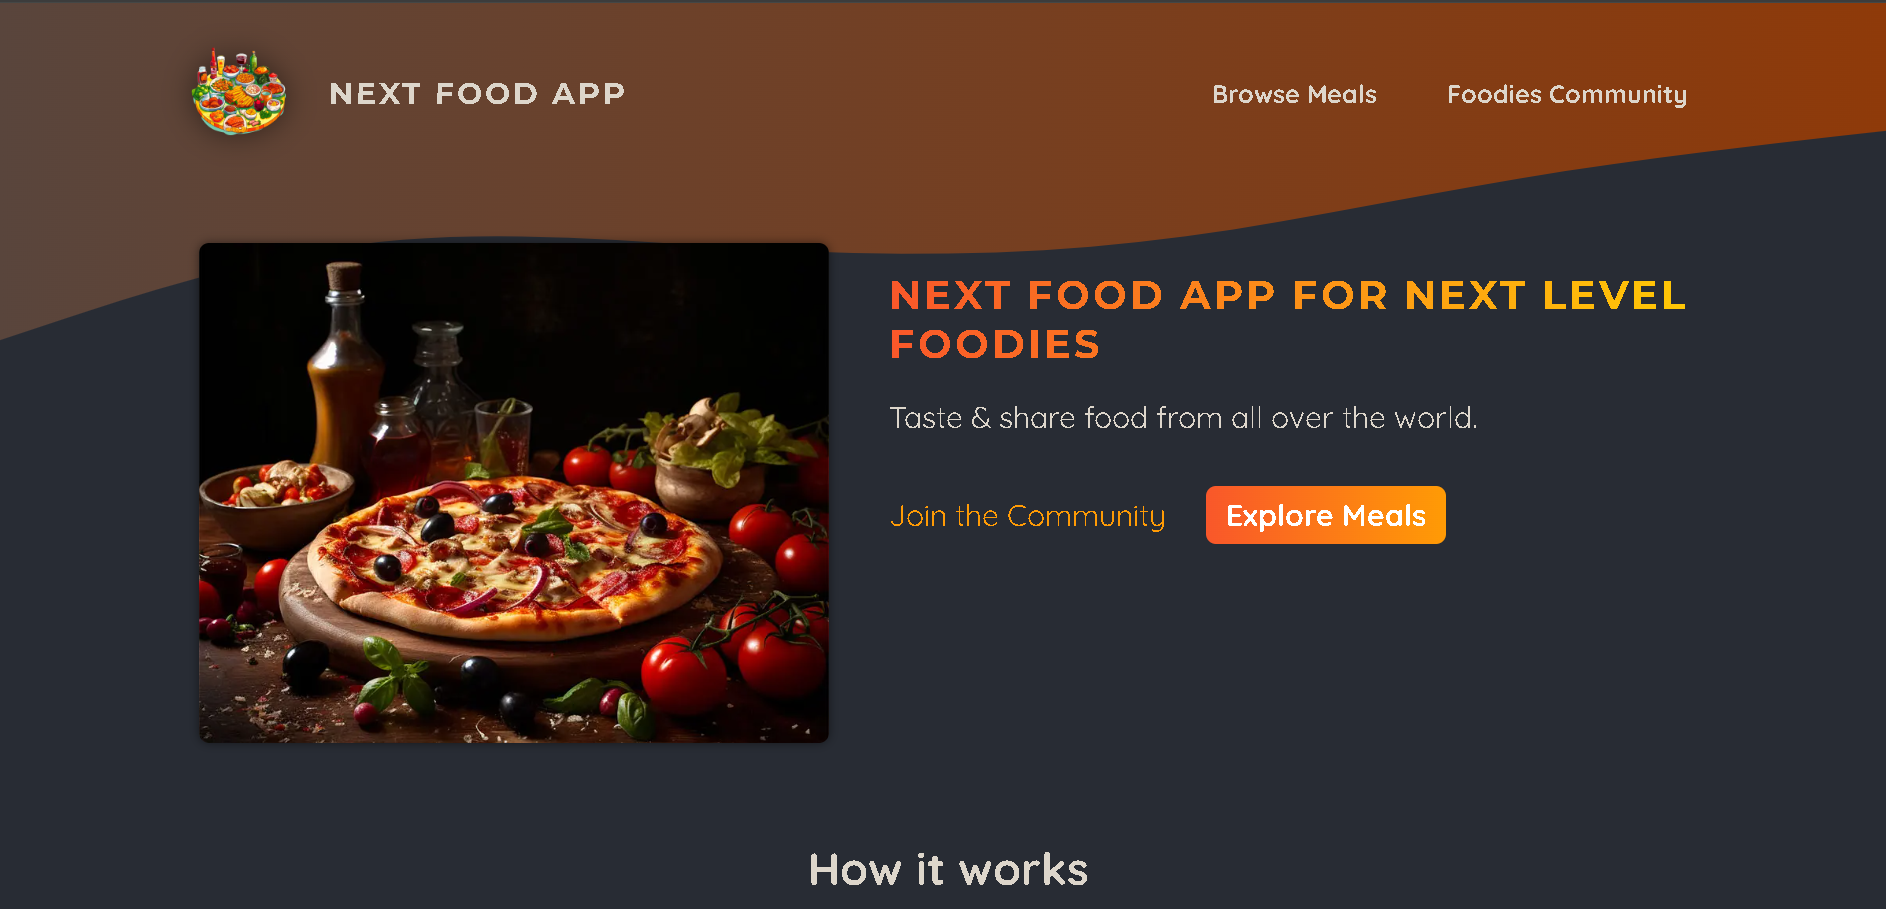 NEXT FOOD APP
Browse Meals
Foodies Community
NEXT FOOD APP FOR NEXT LEVEL
FOODIES
Taste & share food from all over the world.
Join the Community
Explore Meals
How it works